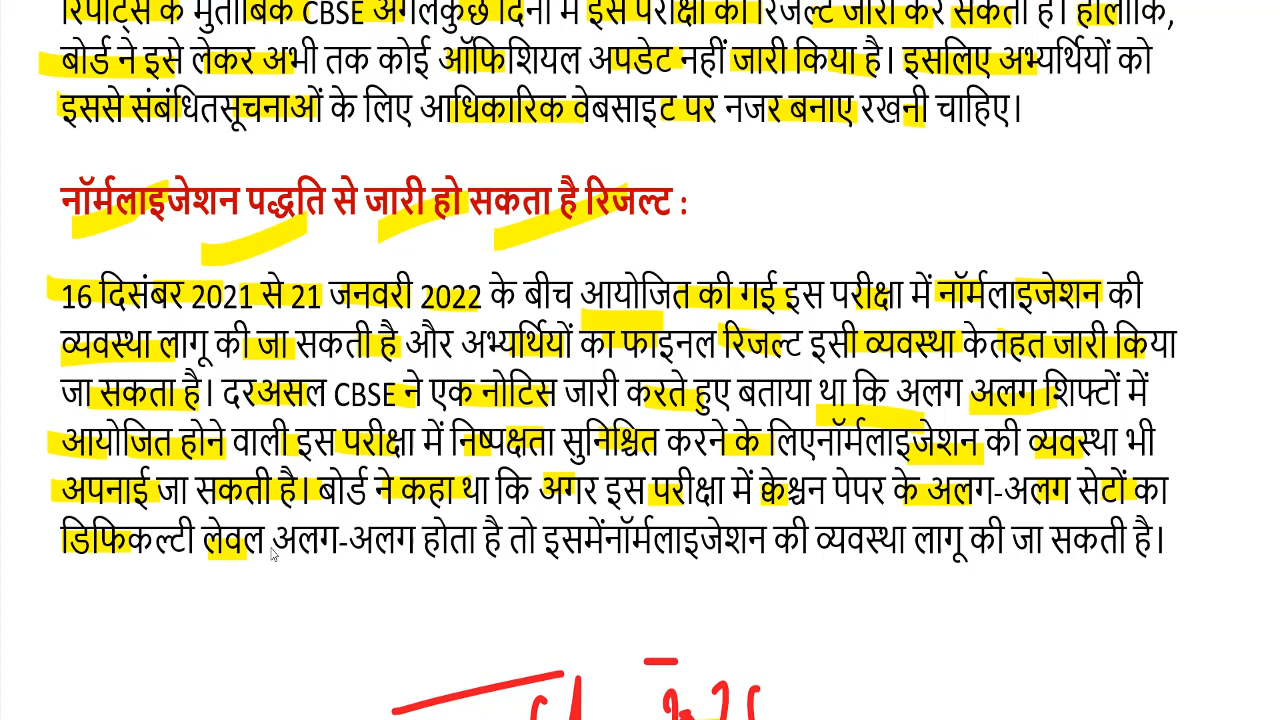 रिपोर्ट्स के मुताबिक CBSE अगलेकुछ दिनों में इस परीक्षा का रिजल्ट जारी कर सकता है। हालांकि,
बोर्ड ने इसे लेकर अभी तक कोई ऑफिशियल अपडेट नहीं जारी किया है। इसलिए अभ्यर्थियों को
इससे संबंधितसूचनाओं के लिए आधिकारिक वेबसाइट पर नजर बनाए रखनी चाहिए।
नॉर्मलाइजेशन पद्धति से जारी हो सकता है रिजल्ट :
16 दिसंबर 2021 से 21 जनवरी 2022 के बीच आयोजित की गई इस परीक्षा में नॉर्मलाइजेशन की
व्यवस्था लागू की जा सकती है और अभ्यर्थियों का फाइनल रिजल्ट इसी व्यवस्था केतहत जारी किया
जा सकता है। दरअसल CBSE ने एक नोटिस जारी करते हुए बताया था कि अलग अलग शिफ्टों में
आयोजित होने वाली इस परीक्षा में निष्पक्षता सुनिश्चित करने के लिएनॉर्मलाइजेशन की व्यवस्था भी
अपनाई जा सकती है। बोर्ड ने कहा था कि अगर इस परीक्षा में क्वेश्चन पेपर के अलग-अलग सेटों का
डिफिकल्टी लेवल अलग-अलग होता है तो इसमेंनॉर्मलाइजेशन की व्यवस्था लागू की जा सकती है।